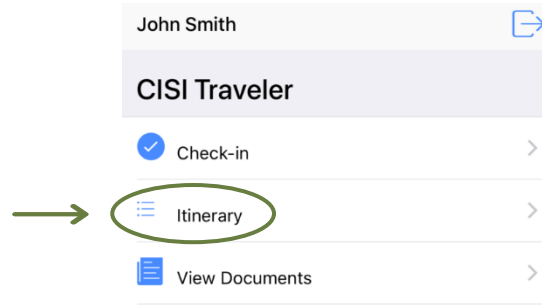 John Smith
CISI Traveler
Check-in
Itinerary
View Documents